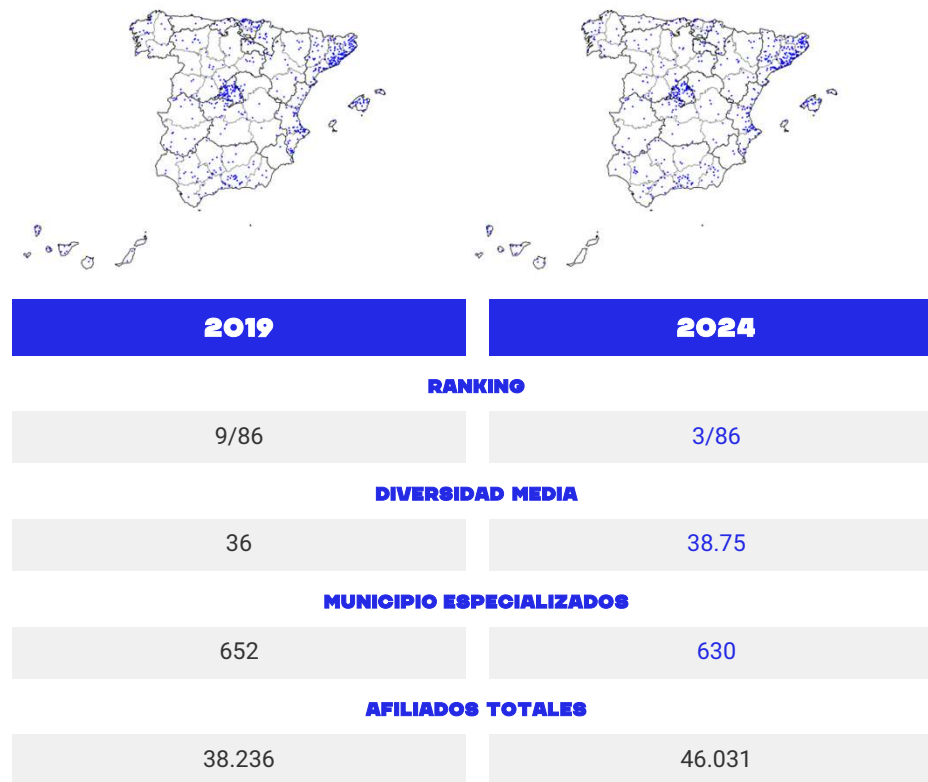 2019
2024
RANKING
9/86
3/86
DIVERSIDAD MEDIA
36
38.75
MUNICIPIO ESPECIALIZADOS
652
630
AFILIADOS TOTALES
38.236
46.031